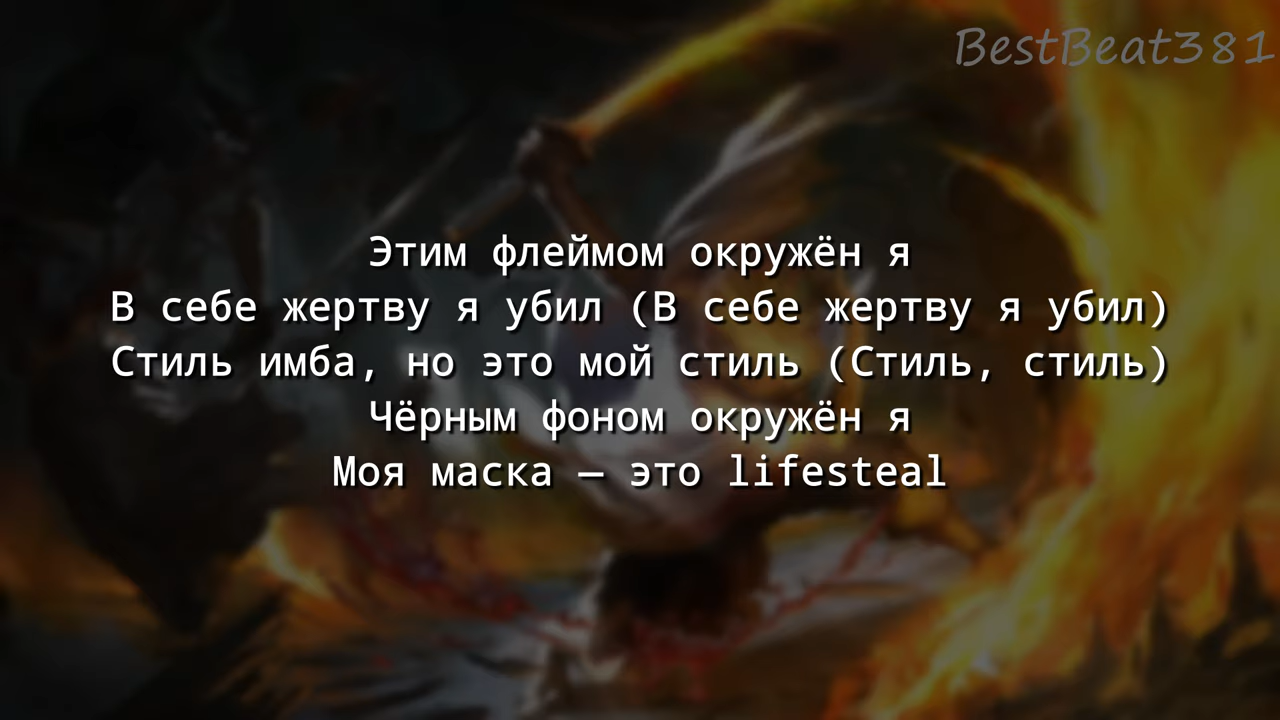 BestBeat381
Этим флеймом окружён я
В себе жертву я убил (В себе жертву я убил)
Стиль имба, но это мой стиль (Стиль, стиль)
Чёрным фоном окружён я
Моя маска — это lifesteal